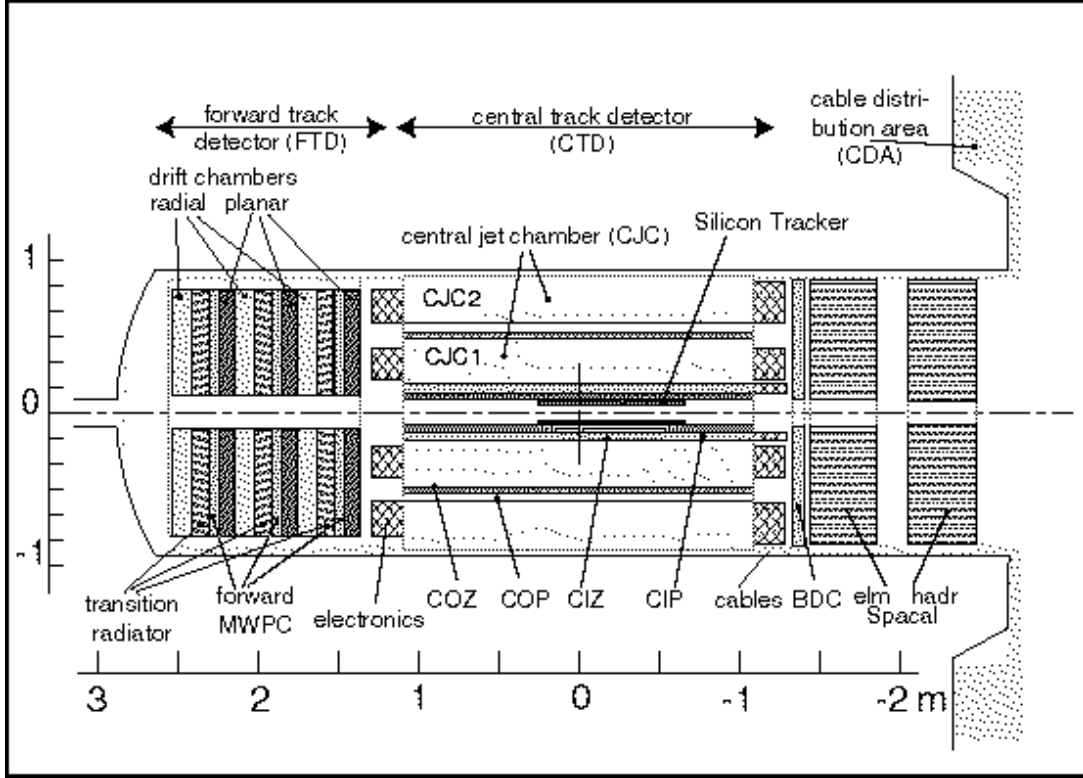 forward track
detector (FTD)
central track detector
(CTD)
cable distri-
bution area
(CDA)
drift chambers
radial planar
central jet chamber (CJC)
Silicon Tracker
1
CJC2
CJC1
0
-1
transition
radiator
forward
MWPC
electronics
COZ
COP
CIZ
CIP
cables
BDC
elm
hadr
Spacal
3 2 1 0 -1 -2 m